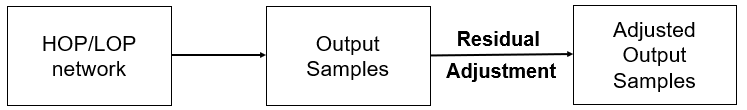 HOP/LOP
network
Output
Samples
Residual
Adjustment
Adjusted
Output
Samples